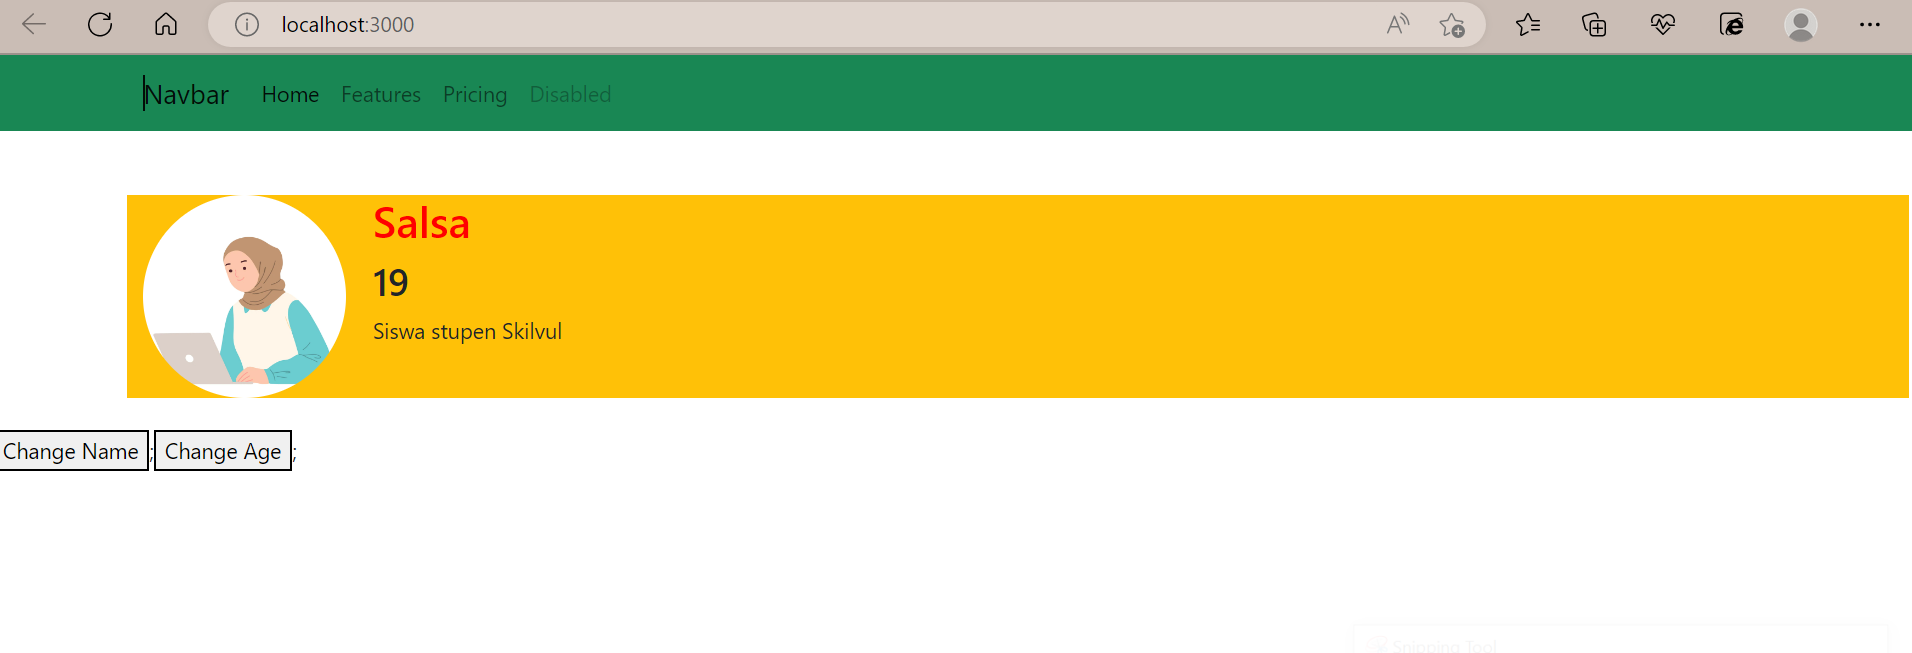 localhost:3000
Navbar Home Features Pricing Disabled
Salsa
19
Siswa stupen Skilvul
Change Name ; Change Age ;
Snipping Tool